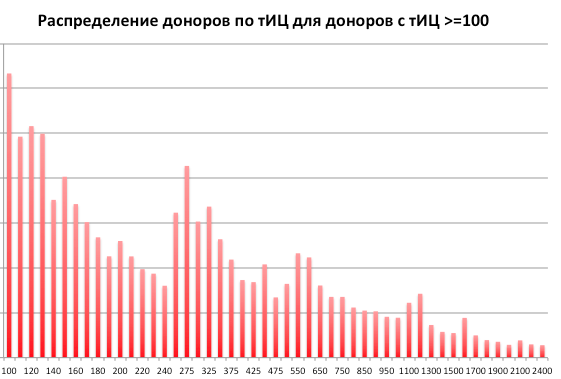 Распределение доноров по тИЦ для доноров с тИЦ >=100
100 120 140 160 180 200 220 240 275 325 375 425 475 550 650 750 850 950 1100 1300 1500 1700 1900 2100 2400